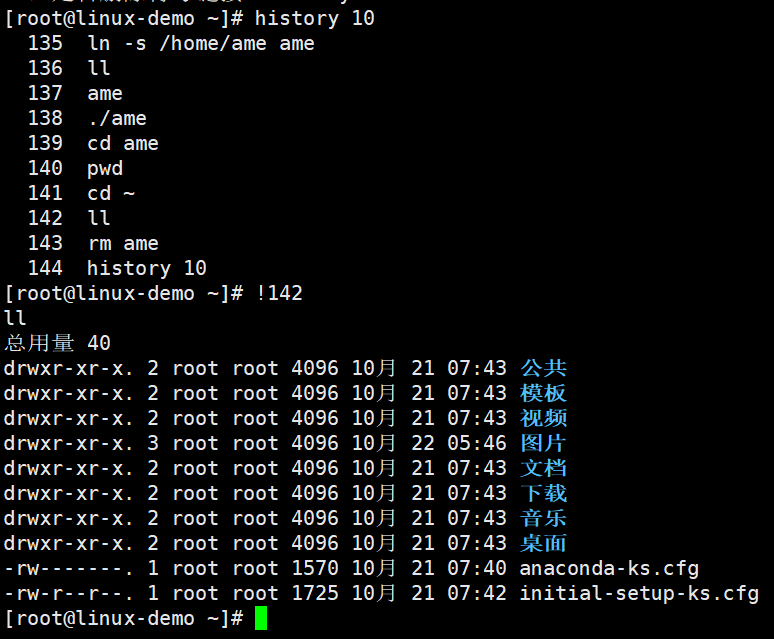 [root@linux-demo ~]# history 10
  135  ln -s /home/ame ame
  136  ll
  137  ame
  138  ./ame
  139  cd ame
  140  pwd
  141  cd ~
  142  ll
  143  rm ame
  144  history 10
[root@linux-demo ~]# !142
ll
总用量 40
drwxr-xr-x. 2 root root 4096 10月 21 07:43 公共
drwxr-xr-x. 2 root root 4096 10月 21 07:43 模板
drwxr-xr-x. 2 root root 4096 10月 21 07:43 视频
drwxr-xr-x. 3 root root 4096 10月 22 05:46 图片
drwxr-xr-x. 2 root root 4096 10月 21 07:43 文档
drwxr-xr-x. 2 root root 4096 10月 21 07:43 下载
drwxr-xr-x. 2 root root 4096 10月 21 07:43 音乐
drwxr-xr-x. 2 root root 4096 10月 21 07:43 桌面
-rw-------. 1 root root 1570 10月 21 07:40 anaconda-ks.cfg
-rw-r--r--. 1 root root 1725 10月 21 07:42 initial-setup-ks.cfg
[root@linux-demo ~]#